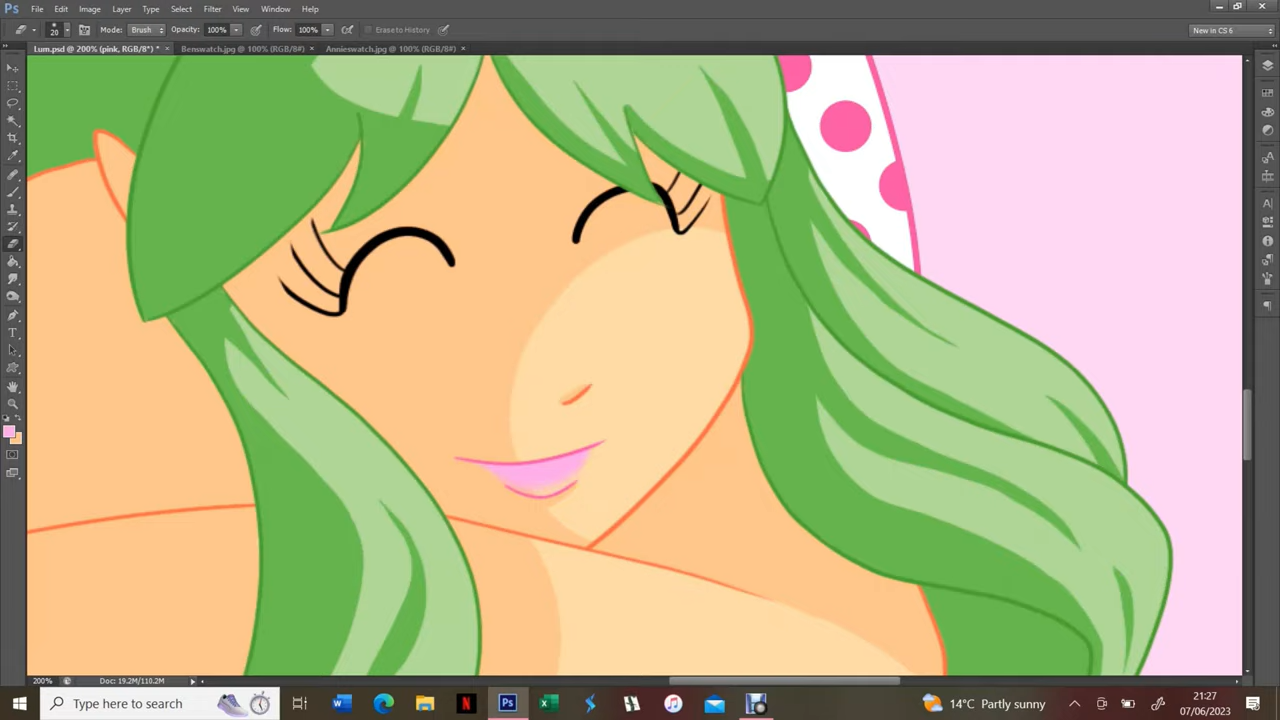 Ps File Edit Image Layer Type Select Filter 3D View Window Help
20 Mode: Brush Opacity: 100% Flow: 100% Erase to History New in CS 6
Lum.psd @ 200% (pink, RGB/8*) * × Benswatch.jpg @ 100% (RGB/8#) × Annieswatch.jpg @ 100% (RGB/8#) ×
200% Doc: 19.2M/110.2M
Type here to search 14°C Partly sunny 21:27
07/06/2023